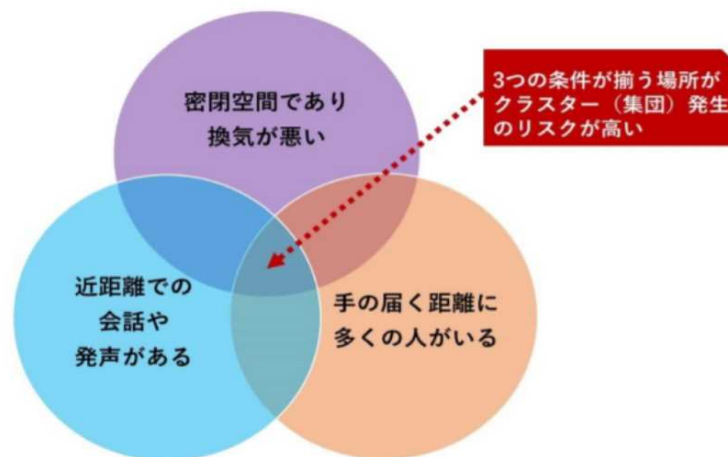 密閉空間であり
換気が悪い
3つの条件が揃う場所が
クラスター（集団）発生
のリスクが高い
近距離での
会話や
発声がある
手の届く距離に
多くの人がいる